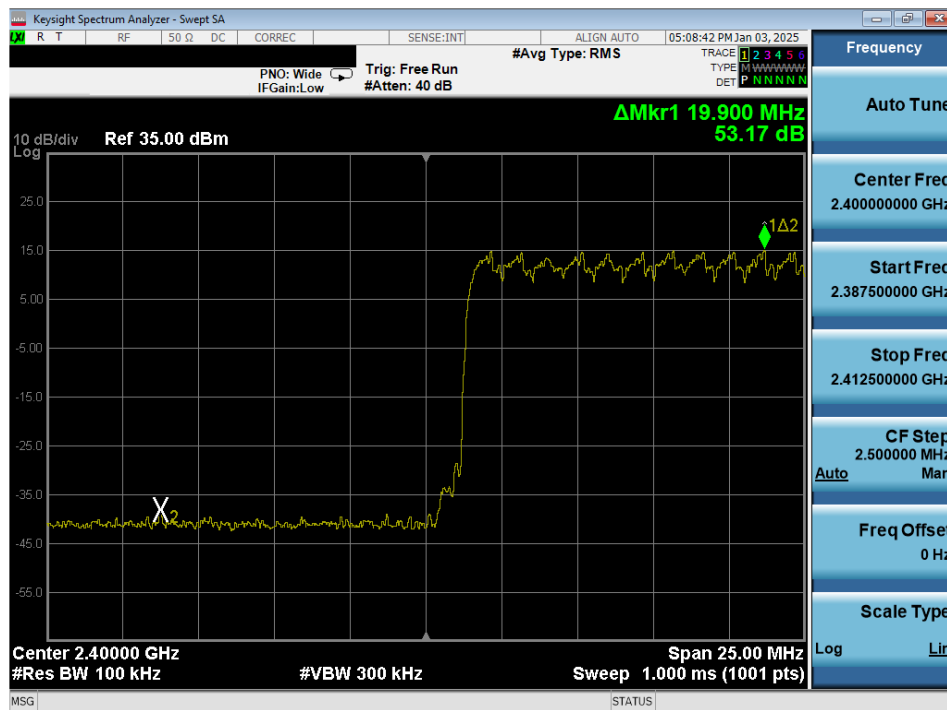 Keysight Spectrum Analyzer - Swept SA
LXI R T RF 50 Ω DC CORREC SENSE:INT ALIGN AUTO 05:08:42 PM Jan 03, 2025
#Avg Type: RMS
TRACE 1 2 3 4 5 6
TYPE M W W W W W
DET P N N N N N
PNO: Wide
IFGain:Low
Trig: Free Run
#Atten: 40 dB
ΔMkr1 19.900 MHz
53.17 dB
10 dB/div
Log
Ref 35.00 dBm
25.0
15.0
5.00
-5.00
-15.0
-25.0
-35.0
-45.0
-55.0
1Δ2
X2
Center 2.40000 GHz
Span 25.00 MHz
#Res BW 100 kHz
#VBW 300 kHz
Sweep 1.000 ms (1001 pts)
MSG
STATUS
Frequency
Auto Tune
Center Freq
2.400000000 GHz
Start Freq
2.387500000 GHz
Stop Freq
2.412500000 GHz
CF Step
2.500000 MHz
Auto Man
Freq Offset
0 Hz
Scale Type
Log Lin